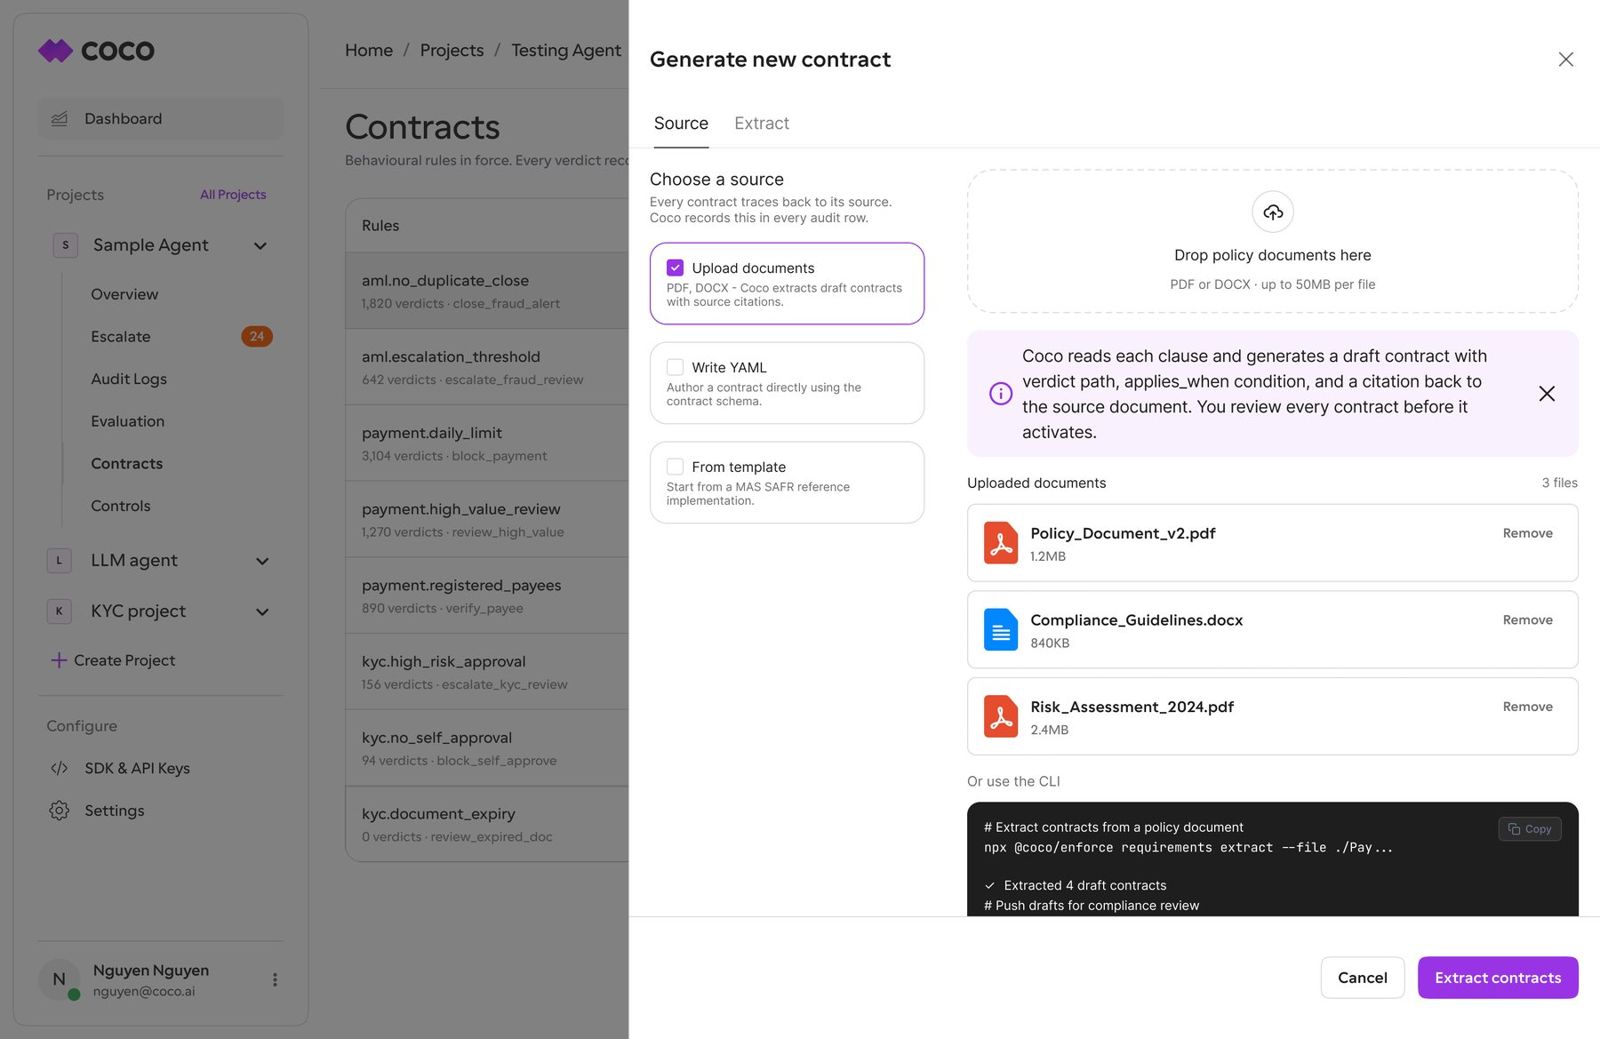 coco
Dashboard
Projects
All Projects
S
Sample Agent
Overview
Escalate
24
Audit Logs
Evaluation
Contracts
Controls
L
LLM agent
K
KYC project
Create Project
Configure
SDK & API Keys
Settings
N
Nguyen Nguyen
nguyen@coco.ai
Home / Projects / Testing Agent
Contracts
Behavioural rules in force. Every verdict
Rules
aml.no_duplicate_close
1,820 verdicts · close_fraud_alert
aml.escalation_threshold
642 verdicts · escalate_fraud_review
payment.daily_limit
3,104 verdicts · block_payment
payment.high_value_review
1,270 verdicts · review_high_value
payment.registered_payees
890 verdicts · verify_payee
kyc.high_risk_approval
156 verdicts · escalate_kyc_review
kyc.no_self_approval
94 verdicts · block_self_approve
kyc.document_expiry
0 verdicts · review_expired_doc
Generate new contract
Source
Extract
Choose a source
Every contract traces back to its source.
Coco records this in every audit row.
Upload documents
PDF, DOCX - Coco extracts draft contracts
with source citations.
Write YAML
Author a contract directly using the
contract schema.
From template
Start from a MAS SAFR reference
implementation.
Drop policy documents here
PDF or DOCX · up to 50MB per file
Coco reads each clause and generates a draft contract with
verdict path, applies_when condition, and a citation back to
the source document. You review every contract before it
activates.
Uploaded documents
3 files
Policy_Document_v2.pdf
1.2MB
Remove
Compliance_Guidelines.docx
840KB
Remove
Risk_Assessment_2024.pdf
2.4MB
Remove
Or use the CLI
# Extract contracts from a policy document
Copy
npx @coco/enforce requirements extract --file ./Pay...
✓ Extracted 4 draft contracts
# Push drafts for compliance review
Cancel
Extract contracts